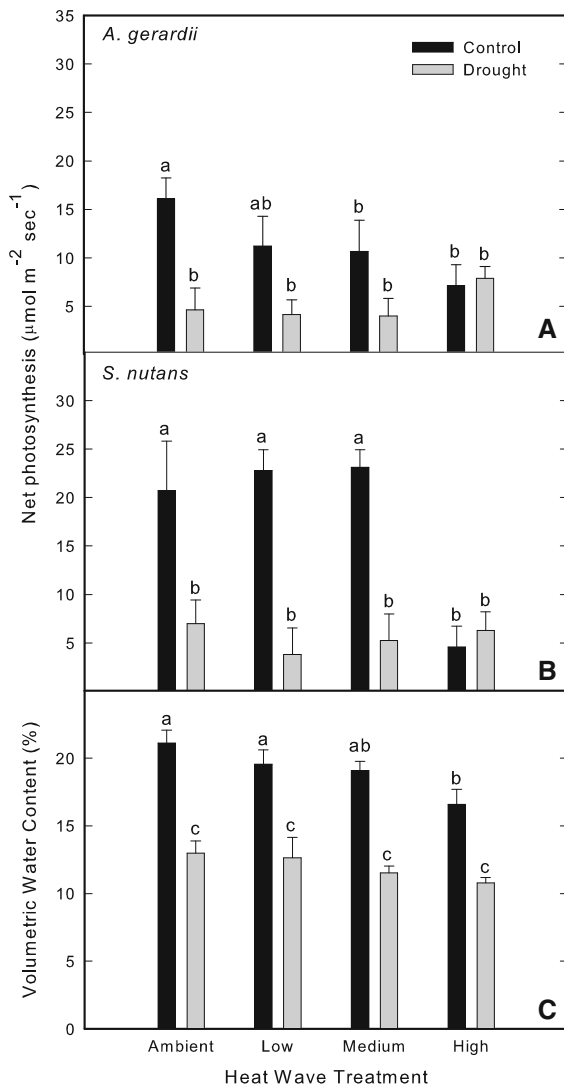 A. gerardii
Control
Drought
35
30
25
20
15
10
5
a
b
ab
b
b
b
b
b
A
Net photosynthesis (μmol m⁻² sec⁻¹)
S. nutans
30
25
20
15
10
5
a
b
a
b
a
b
b
b
B
Volumetric Water Content (%)
20
15
10
5
0
a
c
a
c
ab
c
b
c
C
Ambient
Low
Medium
High
Heat Wave Treatment